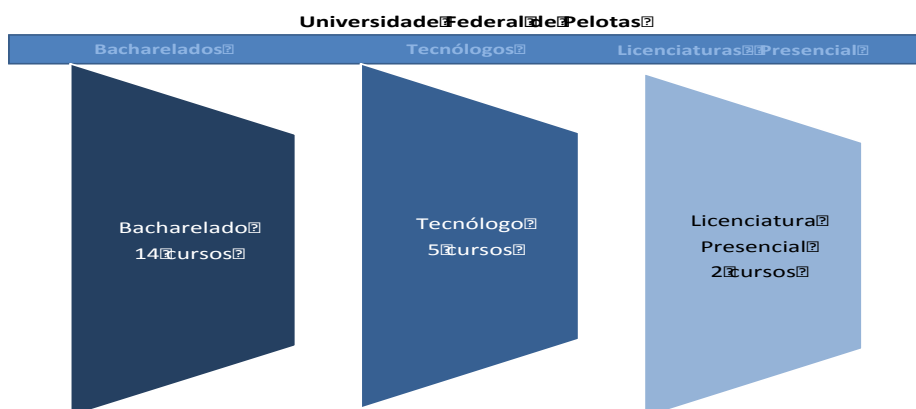 Universidade Federal de Pelotas
Bacharelados
Tecnólogos
Licenciaturas - Presencial
Bacharelado
14 cursos
Tecnólogo
5 cursos
Licenciatura
Presencial
2 cursos